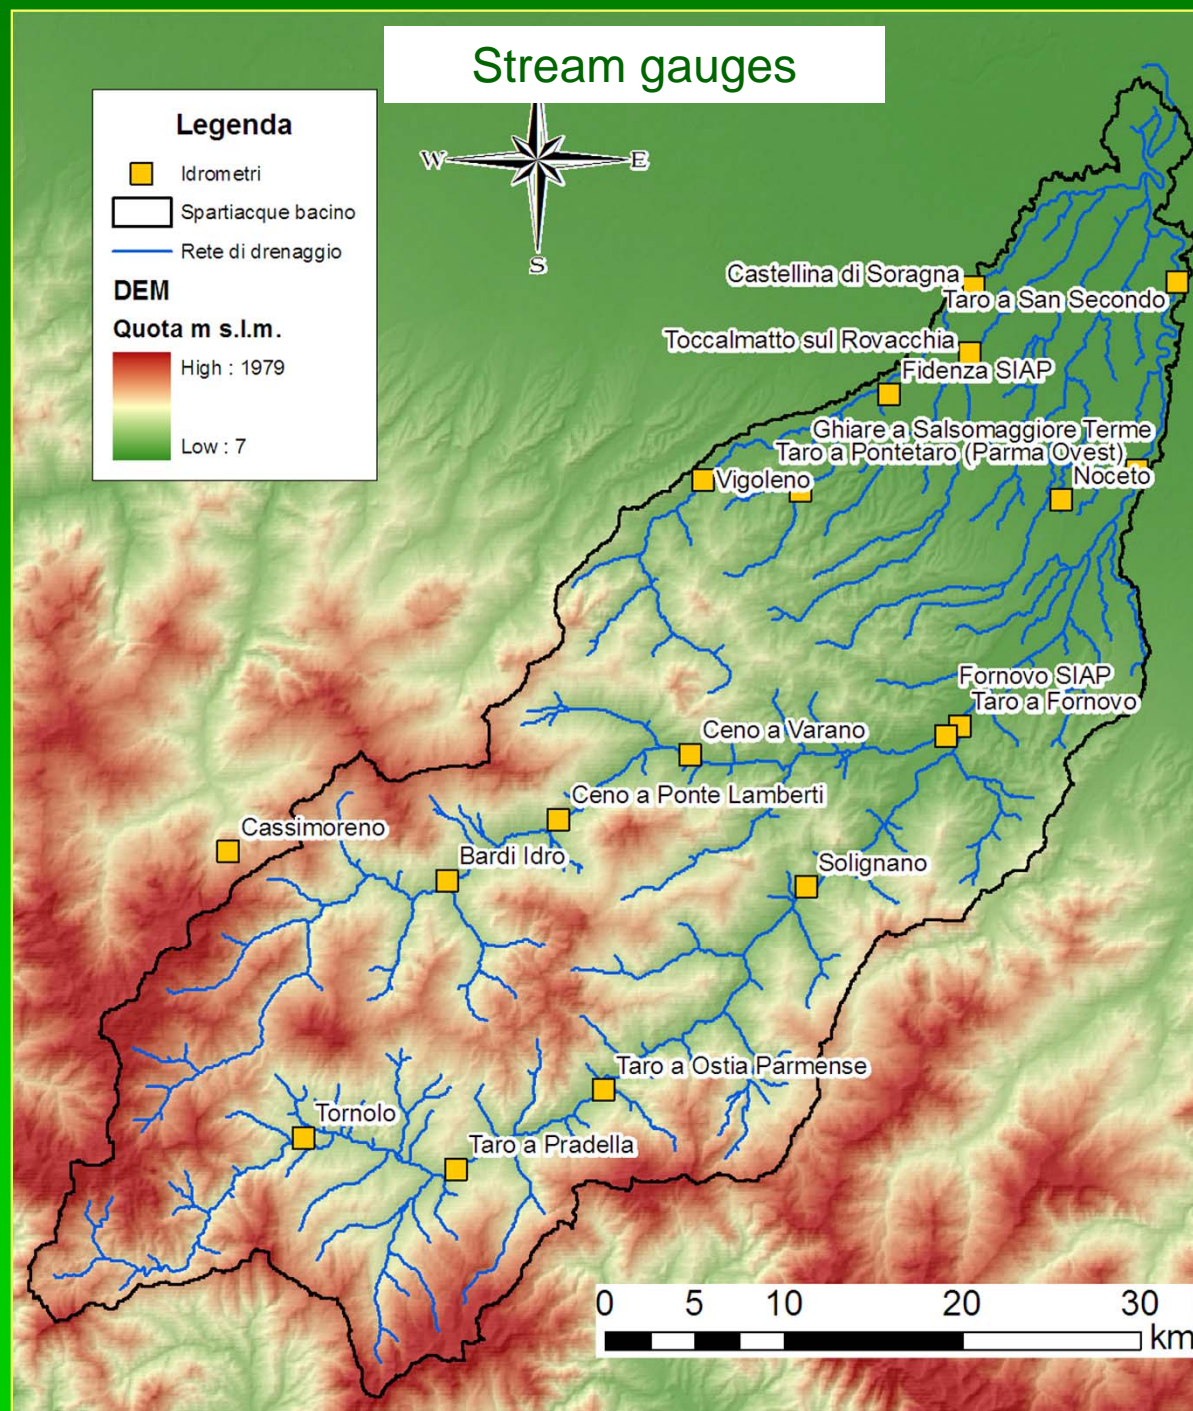 Stream gauges
Legenda
Idrometri
Spartiacque bacino
Rete di drenaggio
DEM
Quota m s.l.m.
High : 1979
Low : 7
W
E
S
Castellina di Soragna
Taro a San Secondo
Toccalmatto sul Rovacchia
Fidenza SIAP
Ghiare a Salsomaggiore Terme
Taro a Pontetaro (Parma Ovest)
Noceto
Vigoleno
Fornovo SIAP
Taro a Fornovo
Ceno a Varano
Ceno a Ponte Lamberti
Cassimoreno
Bardi Idro
Solignano
Taro a Ostia Parmense
Tornolo
Taro a Pradella
0 5 10 20 30
km